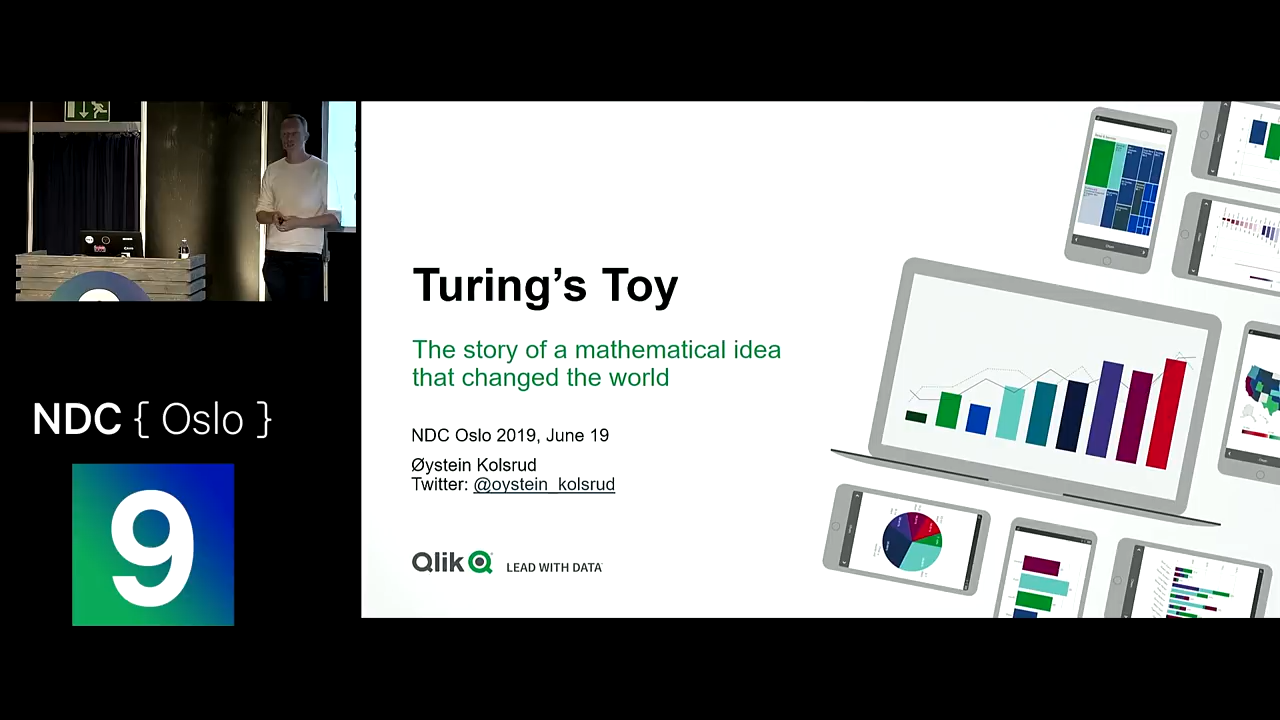 Turing's Toy
The story of a mathematical idea
that changed the world
NDC Oslo 2019, June 19
Øystein Kolsrud
Twitter: @oystein_kolsrud
Qlik
LEAD WITH DATA
NDC { Oslo }
9